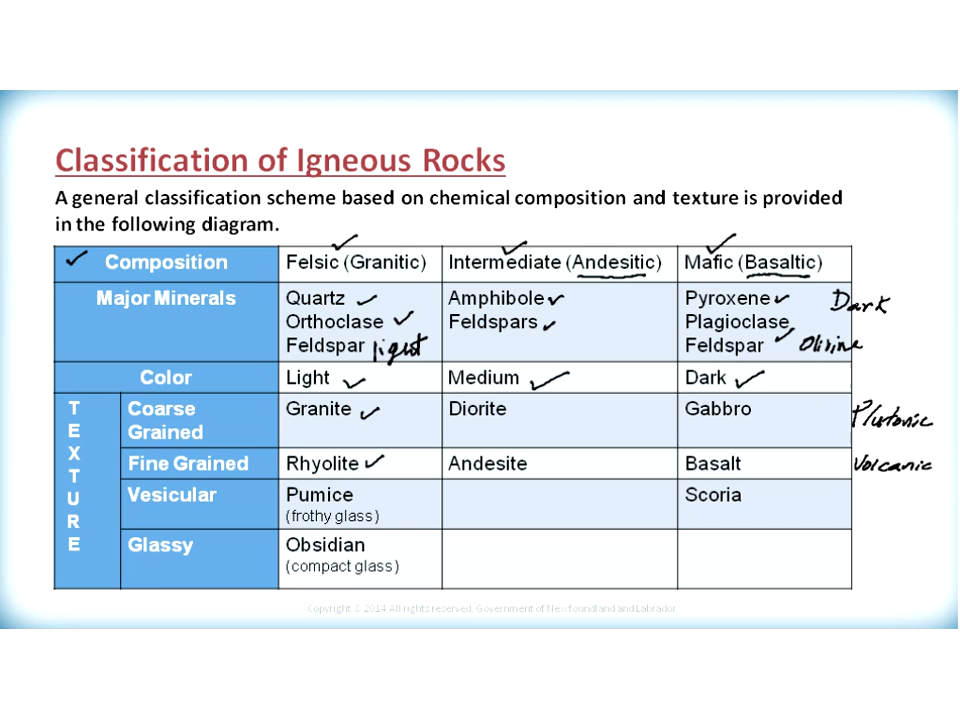 Classification of Igneous Rocks
A general classification scheme based on chemical composition and texture is provided
in the following diagram.
Composition Felsic (Granitic) Intermediate (Andesitic) Mafic (Basaltic)
Major Minerals Quartz Amphibole Pyroxene Dark
Orthoclase Feldspars Plagioclase
Feldspar light Feldspar Olivine
Color Light Medium Dark
TEXTURE
Coarse Granite Diorite Gabbro Plutonic
Grained
Fine Grained Rhyolite Andesite Basalt Volcanic
Vesicular Pumice Scoria
(frothy glass)
Glassy Obsidian
(compact glass)
Copyright © 2014 All rights reserved, Government of Newfoundland and Labrador